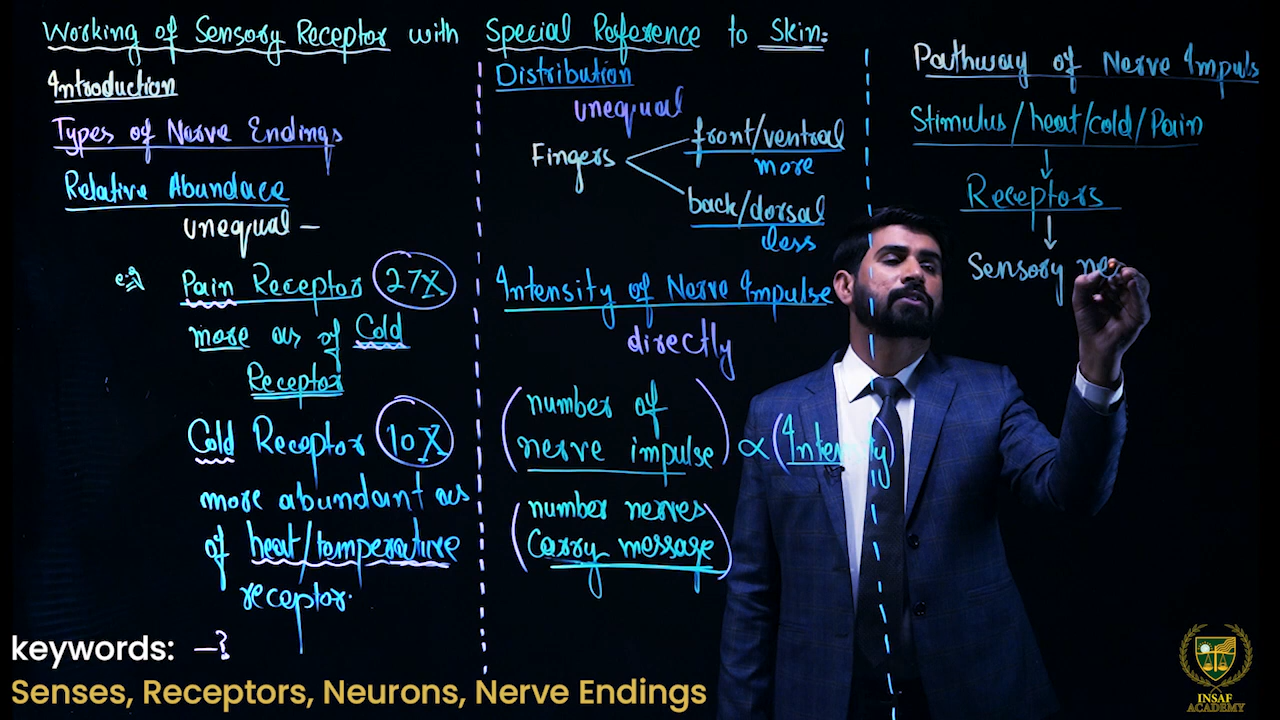 Working of Sensory Receptor with Special Reference to Skin:
Introduction
Types of Nerve Endings
Relative Abundace
unequal –
e.g
Pain Receptor 27X
more as of Cold
Receptor
Cold Receptor 10X
more abundant as
of heat/temperature
receptor.
Distribution
unequal
Fingers
front/ventral
more
back/dorsal
less
Intensity of Nerve Impulse
directly
(number of
nerve impulse) ∝ (Intensity)
(number nerves
Carry message)
Pathway of Nerve Impuls
Stimulus/heat/cold/Pain
↓
Receptors
↓
Sensory ne
keywords:
Senses, Receptors, Neurons, Nerve Endings
INSAF
ACADEMY